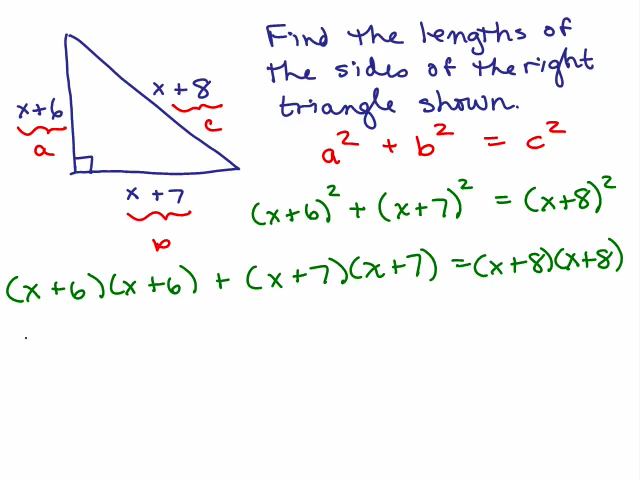 Find the lengths of
the sides of the right
triangle shown.
x + 8
c
x+6
a
x + 7
b
a² + b² = c²
(x+6)² + (x+7)² = (x+8)²
(x+6)(x+6) + (x+7)(x+7) = (x+8)(x+8)